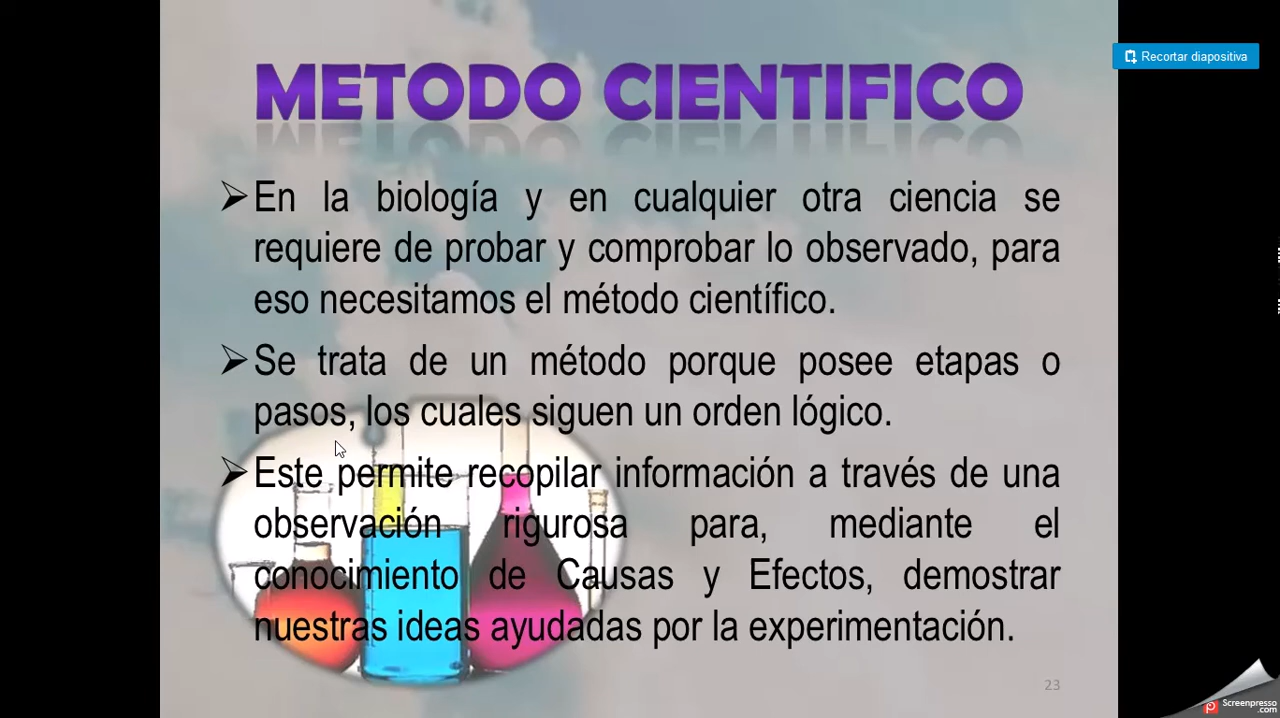 METODO CIENTIFICO
Recortar diapositiva
En la biología y en cualquier otra ciencia se
requiere de probar y comprobar lo observado, para
eso necesitamos el método científico.
Se trata de un método porque posee etapas o
pasos, los cuales siguen un orden lógico.
Este permite recopilar información a través de una
observación rigurosa para, mediante el
conocimiento de Causas y Efectos, demostrar
nuestras ideas ayudadas por la experimentación.
23
Screenpresso
.com